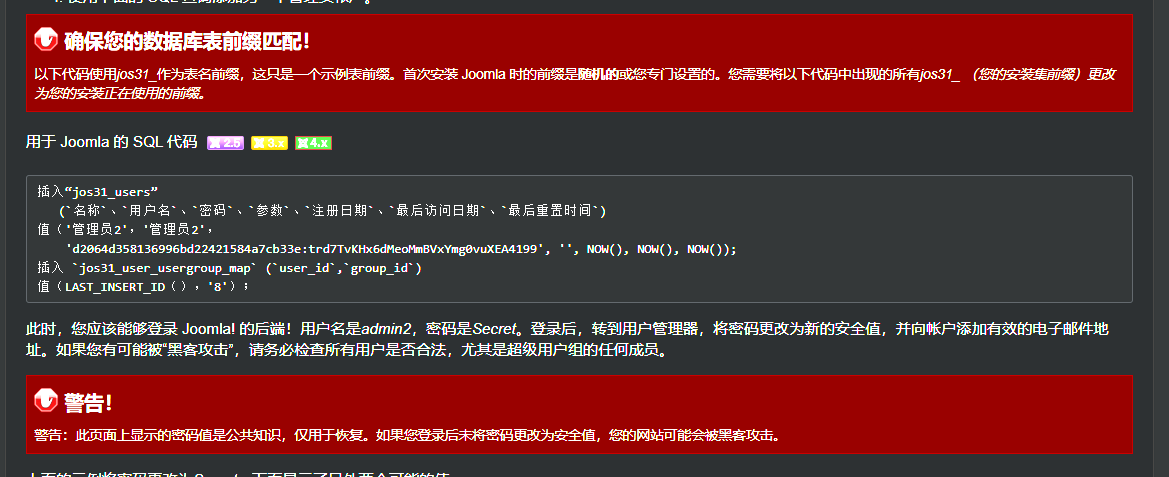 确保您的数据库表前缀匹配!
以下代码使用jos31_作为表名前缀，这只是一个示例表前缀。首次安装 Joomla 时的前缀是随机的或您专门设置的。您需要将以下代码中出现的所有jos31_ （您的安装集前缀）更改
为您的安装正在使用的前缀。
用于 Joomla 的 SQL 代码 2.5 3.x 4.x
插入“jos31_users”
(`名称`、`用户名`、`密码`、`参数`、`注册日期`、`最后访问日期`、`最后重置时间`)
值（'管理员2'，'管理员2'，
'd2064d358136996bd22421584a7cb33e:trd7TvKHx6dMeoMmBVxYmg0vuXEA4199', '', NOW(), NOW(), NOW());
插入 `jos31_user_usergroup_map` (`user_id`,`group_id`)
值（LAST_INSERT_ID（），'8'）；
此时，您应该能够登录 Joomla! 的后端！用户名是admin2，密码是Secret。登录后，转到用户管理器，将密码更改为新的安全值，并向帐户添加有效的电子邮件地
址。如果您有可能被“黑客攻击”，请务必检查所有用户是否合法，尤其是超级用户组的任何成员。
警告!
警告：此页面上显示的密码值是公共知识，仅用于恢复。如果您登录后未将密码更改为安全值，您的网站可能会被黑客攻击。